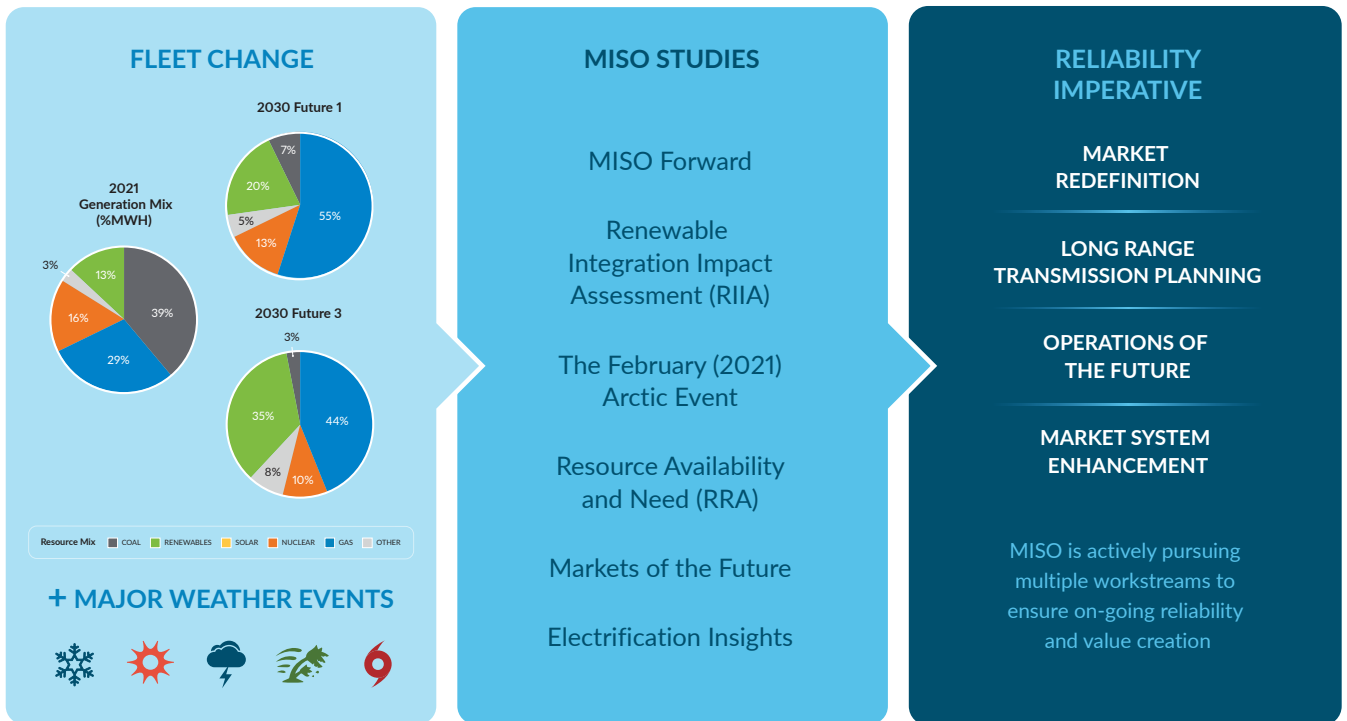 FLEET CHANGE
2021
Generation Mix
(%MWH)
3%
13%
39%
16%
29%
2030 Future 1
7%
20%
55%
5%
13%
2030 Future 3
3%
35%
44%
8%
10%
Resource Mix COAL RENEWABLES SOLAR NUCLEAR GAS OTHER
+ MAJOR WEATHER EVENTS
MISO STUDIES
MISO Forward
Renewable
Integration Impact
Assessment (RIIA)
The February (2021)
Arctic Event
Resource Availability
and Need (RRA)
Markets of the Future
Electrification Insights
RELIABILITY
IMPERATIVE
MARKET
REDEFINITION
LONG RANGE
TRANSMISSION PLANNING
OPERATIONS OF
THE FUTURE
MARKET SYSTEM
ENHANCEMENT
MISO is actively pursuing
multiple workstreams to
ensure on-going reliability
and value creation